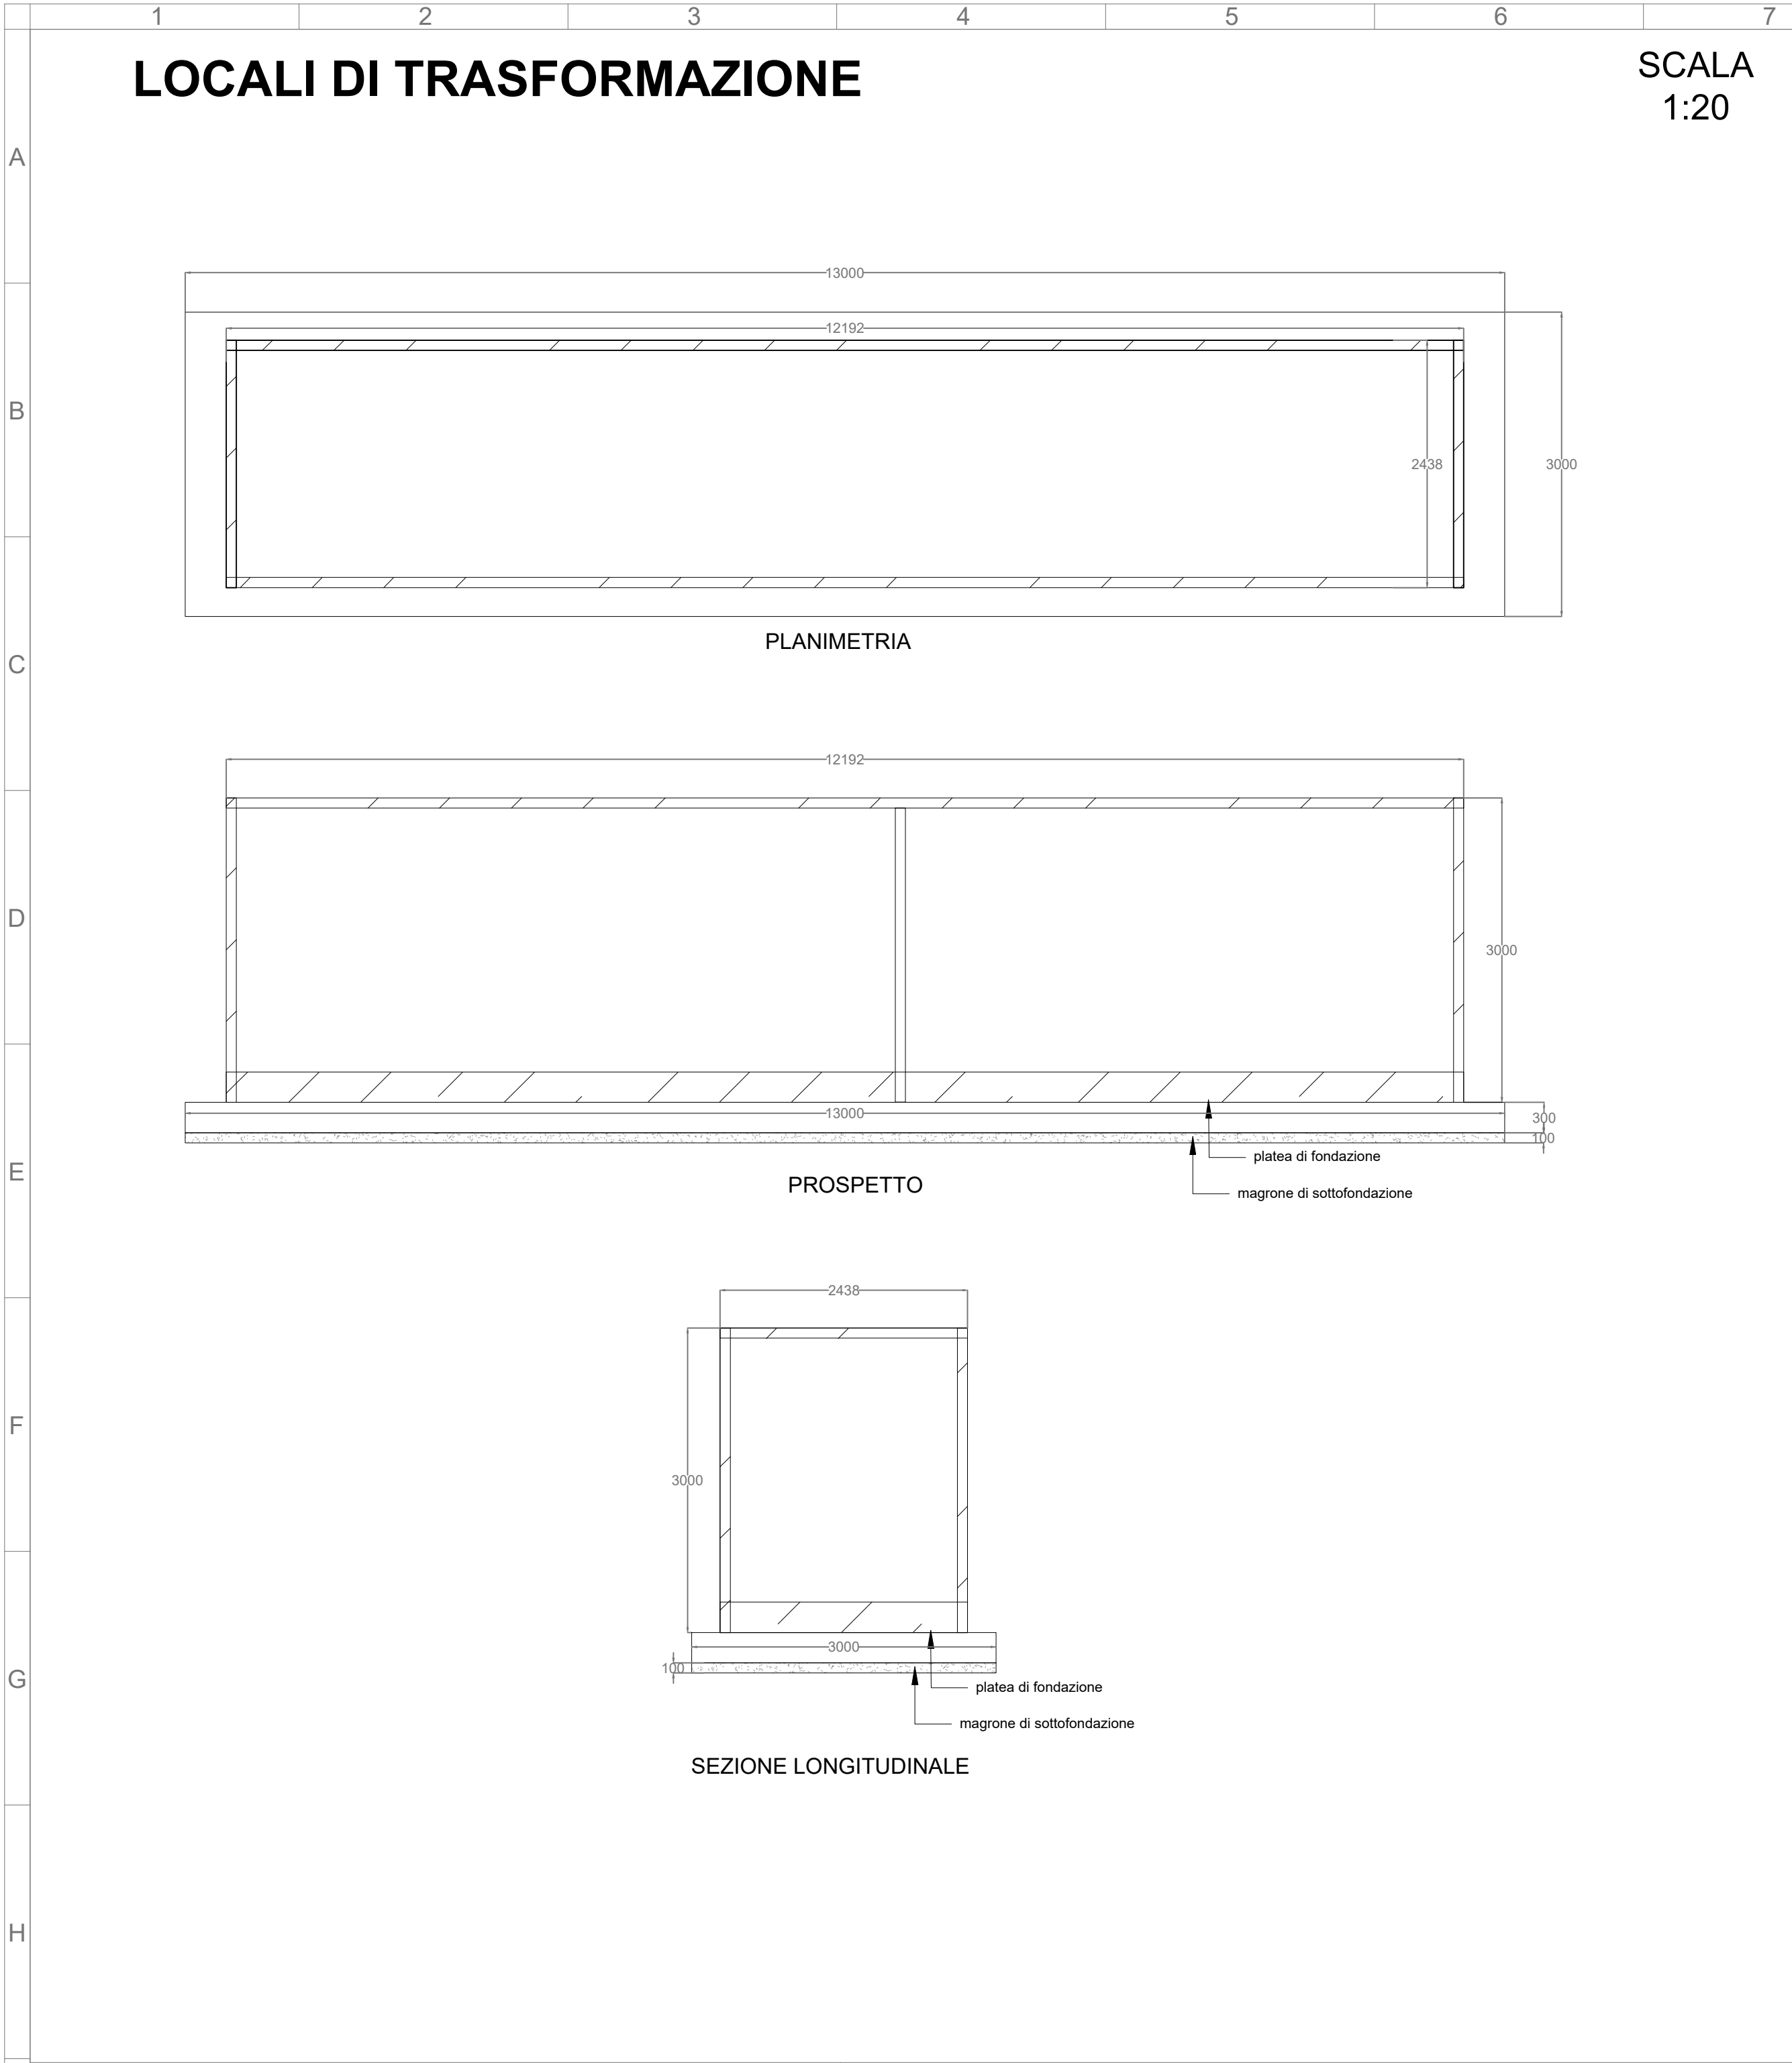 1 2 3 4 5 6 7
LOCALI DI TRASFORMAZIONE
SCALA
1:20
A
13000
12192
B
2438
3000
PLANIMETRIA
C
12192
D
3000
13000
300
100
platea di fondazione
E
PROSPETTO
magrone di sottofondazione
2438
F
3000
3000
100
G
platea di fondazione
magrone di sottofondazione
SEZIONE LONGITUDINALE
H